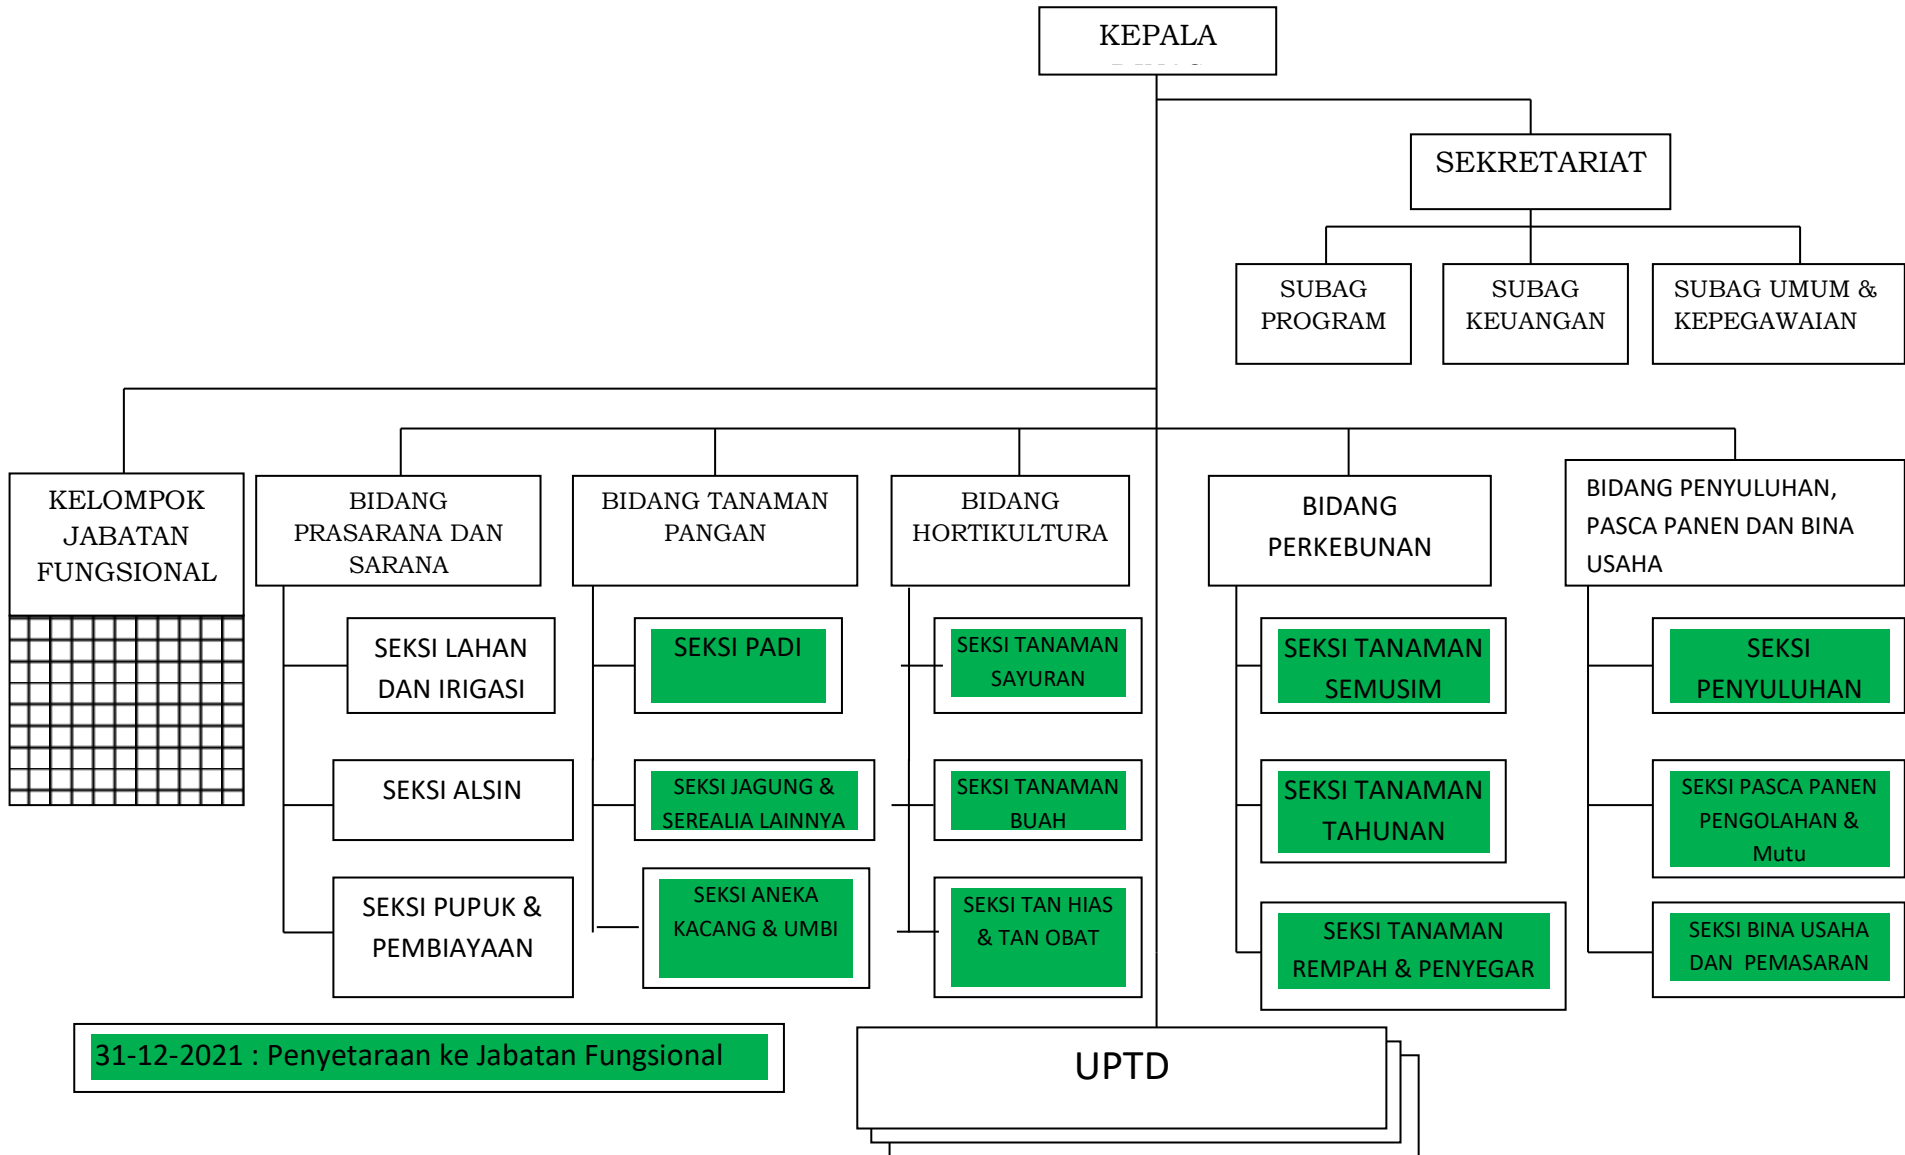 KEPALA
SEKRETARIAT
SUBAG
PROGRAM
SUBAG
KEUANGAN
SUBAG UMUM &
KEPEGAWAIAN
KELOMPOK
JABATAN
FUNGSIONAL
BIDANG
PRASARANA DAN
SARANA
BIDANG TANAMAN
PANGAN
BIDANG
HORTIKULTURA
BIDANG
PERKEBUNAN
BIDANG PENYULUHAN,
PASCA PANEN DAN BINA
USAHA
SEKSI LAHAN
DAN IRIGASI
SEKSI PADI
SEKSI TANAMAN
SAYURAN
SEKSI TANAMAN
SEMUSIM
SEKSI
PENYULUHAN
SEKSI ALSIN
SEKSI JAGUNG &
SEREALIA LAINNYA
SEKSI TANAMAN
BUAH
SEKSI TANAMAN
TAHUNAN
SEKSI PASCA PANEN
PENGOLAHAN &
Mutu
SEKSI PUPUK &
PEMBIAYAAN
SEKSI ANEKA
KACANG & UMBI
SEKSI TAN HIAS
& TAN OBAT
SEKSI TANAMAN
REMPAH & PENYEGAR
SEKSI BINA USAHA
DAN  PEMASARAN
31-12-2021 : Penyetaraan ke Jabatan Fungsional
UPTD